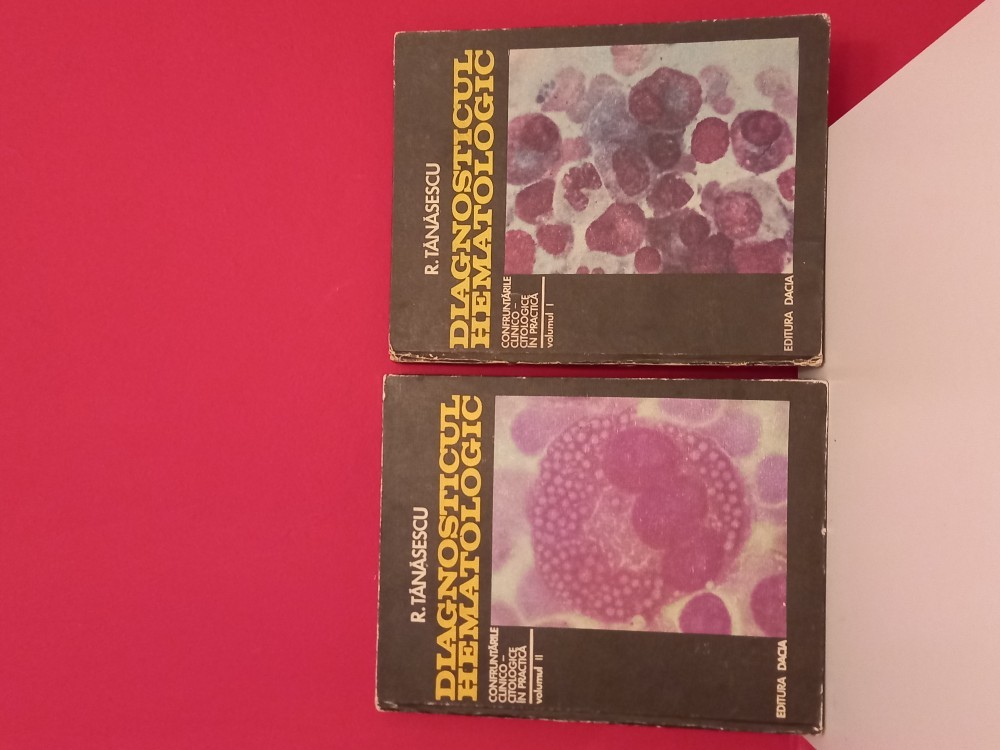 R. TĂNĂSESCU
DIAGNOSTICUL
HEMATOLOGIC
CONFRUNTĂRILE
CLINICO -
CITOLOGICE
ÎN PRACTICĂ
volumul I
EDITURA DACIA
R. TĂNĂSESCU
DIAGNOSTICUL
HEMATOLOGIC
CONFRUNTĂRILE
CLINICO -
CITOLOGICE
ÎN PRACTICĂ
volumul II
EDITURA DACIA